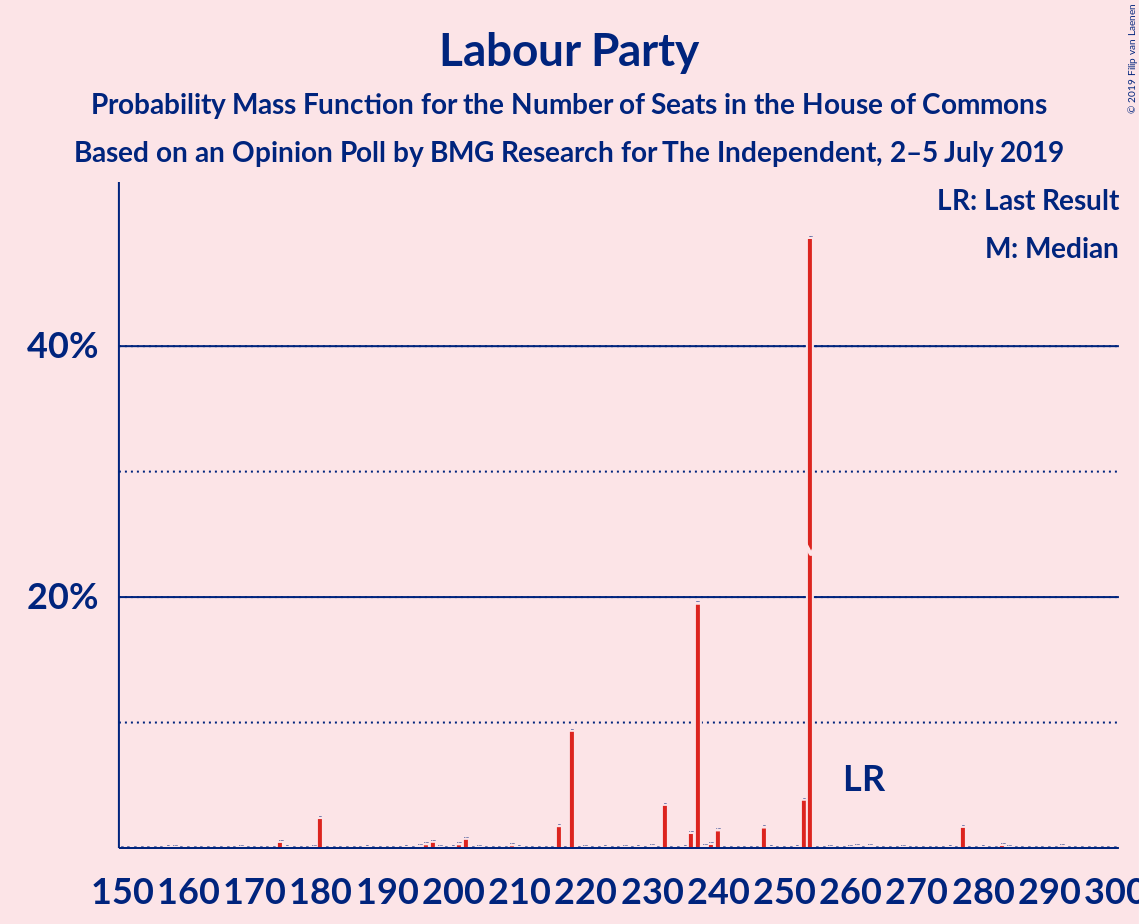 Labour Party
Probability Mass Function for the Number of Seats in the House of Commons
Based on an Opinion Poll by BMG Research for The Independent, 2–5 July 2019
© 2019 Filip van Laenen
LR: Last Result
M: Median
40%
20%
LR
150 160 170 180 190 200 210 220 230 240 250 260 270 280 290 300